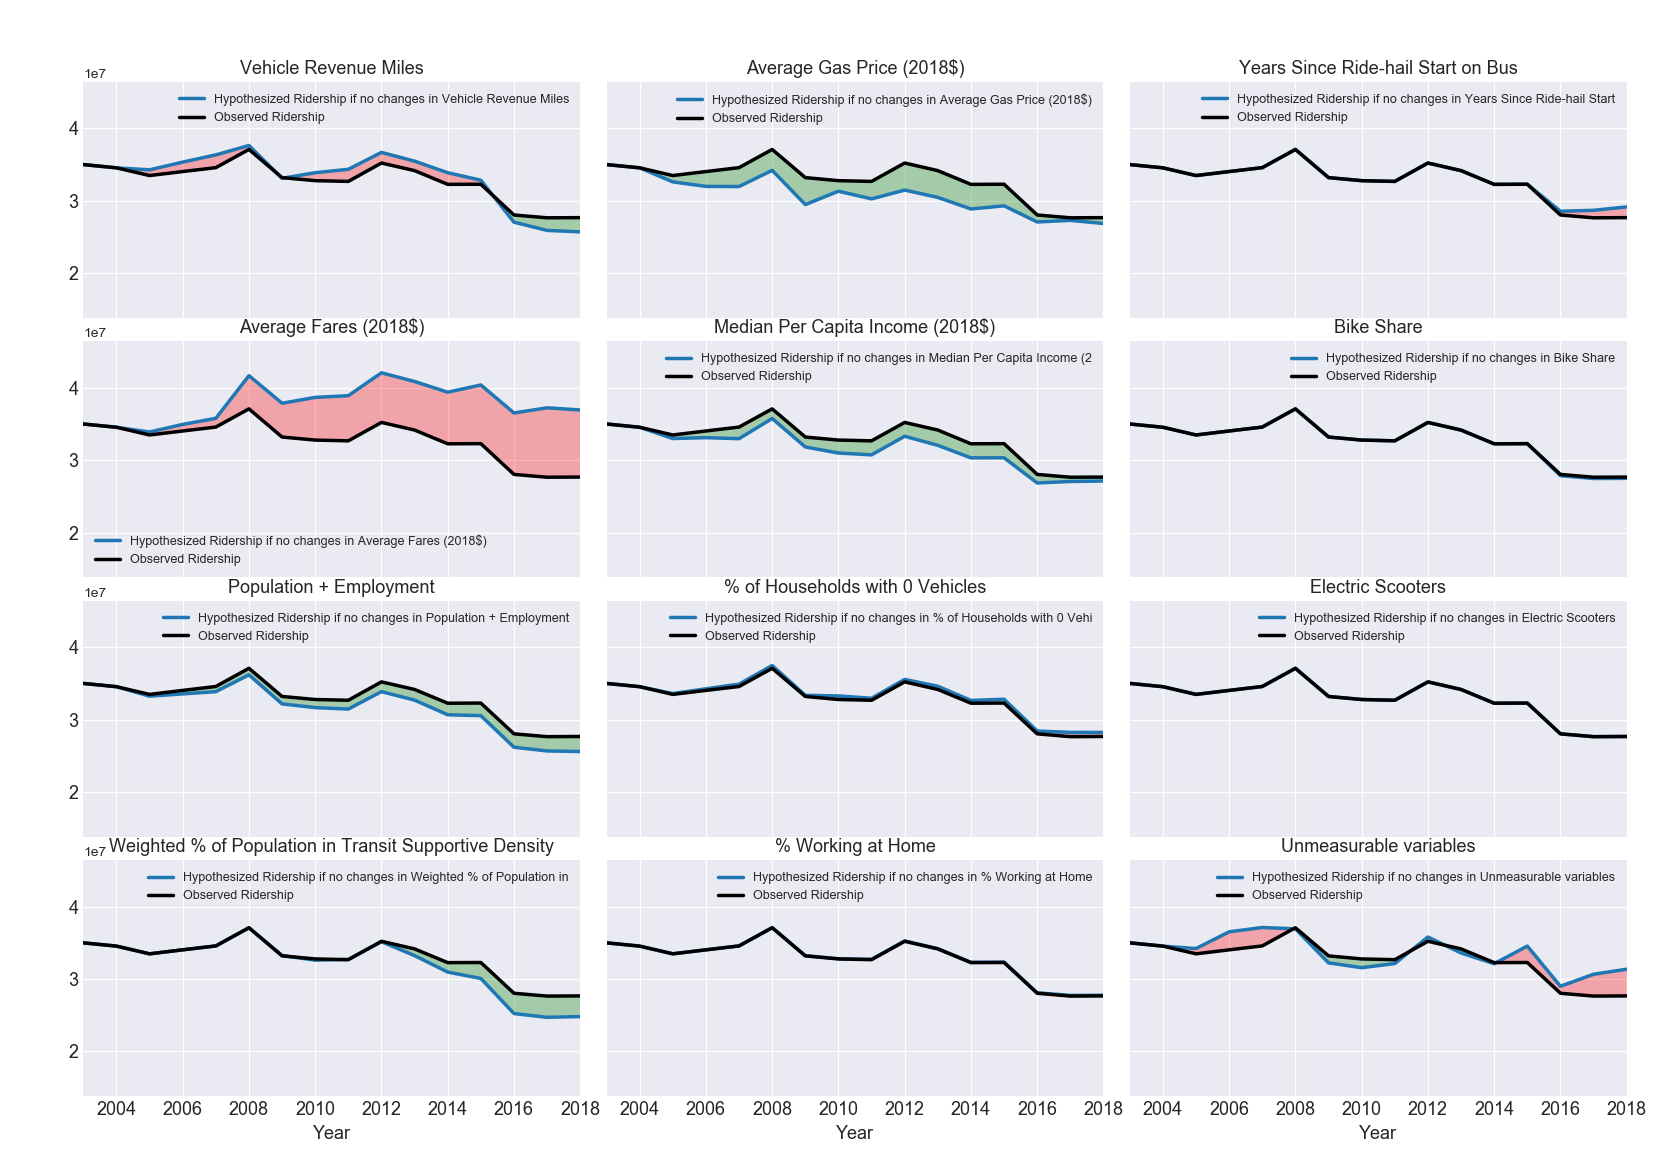 Vehicle Revenue Miles
1e7
Hypothesized Ridership if no changes in Vehicle Revenue Miles
Observed Ridership
4
3
2
Average Gas Price (2018$)
Hypothesized Ridership if no changes in Average Gas Price (2018$)
Observed Ridership
Years Since Ride-hail Start on Bus
Hypothesized Ridership if no changes in Years Since Ride-hail Start
Observed Ridership
Average Fares (2018$)
1e7
4
3
2
Hypothesized Ridership if no changes in Average Fares (2018$)
Observed Ridership
Median Per Capita Income (2018$)
Hypothesized Ridership if no changes in Median Per Capita Income (2
Observed Ridership
Bike Share
Hypothesized Ridership if no changes in Bike Share
Observed Ridership
Population + Employment
1e7
Hypothesized Ridership if no changes in Population + Employment
Observed Ridership
4
3
2
% of Households with 0 Vehicles
Hypothesized Ridership if no changes in % of Households with 0 Vehi
Observed Ridership
Electric Scooters
Hypothesized Ridership if no changes in Electric Scooters
Observed Ridership
Weighted % of Population in Transit Supportive Density
1e7
Hypothesized Ridership if no changes in Weighted % of Population in
Observed Ridership
4
3
2
2004 2006 2008 2010 2012 2014 2016 2018
Year
% Working at Home
Hypothesized Ridership if no changes in % Working at Home
Observed Ridership
2004 2006 2008 2010 2012 2014 2016 2018
Year
Unmeasurable variables
Hypothesized Ridership if no changes in Unmeasurable variables
Observed Ridership
2004 2006 2008 2010 2012 2014 2016 2018
Year